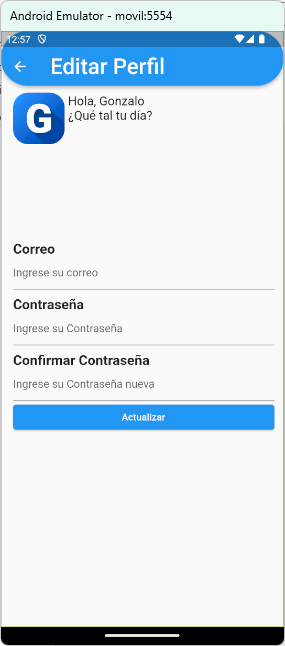 Android Emulator - movil:5554
12:57
Editar Perfil
G
Hola, Gonzalo
¿Qué tal tu día?
Correo
Ingrese su correo
Contraseña
Ingrese su Contraseña
Confirmar Contraseña
Ingrese su Contraseña nueva
Actualizar